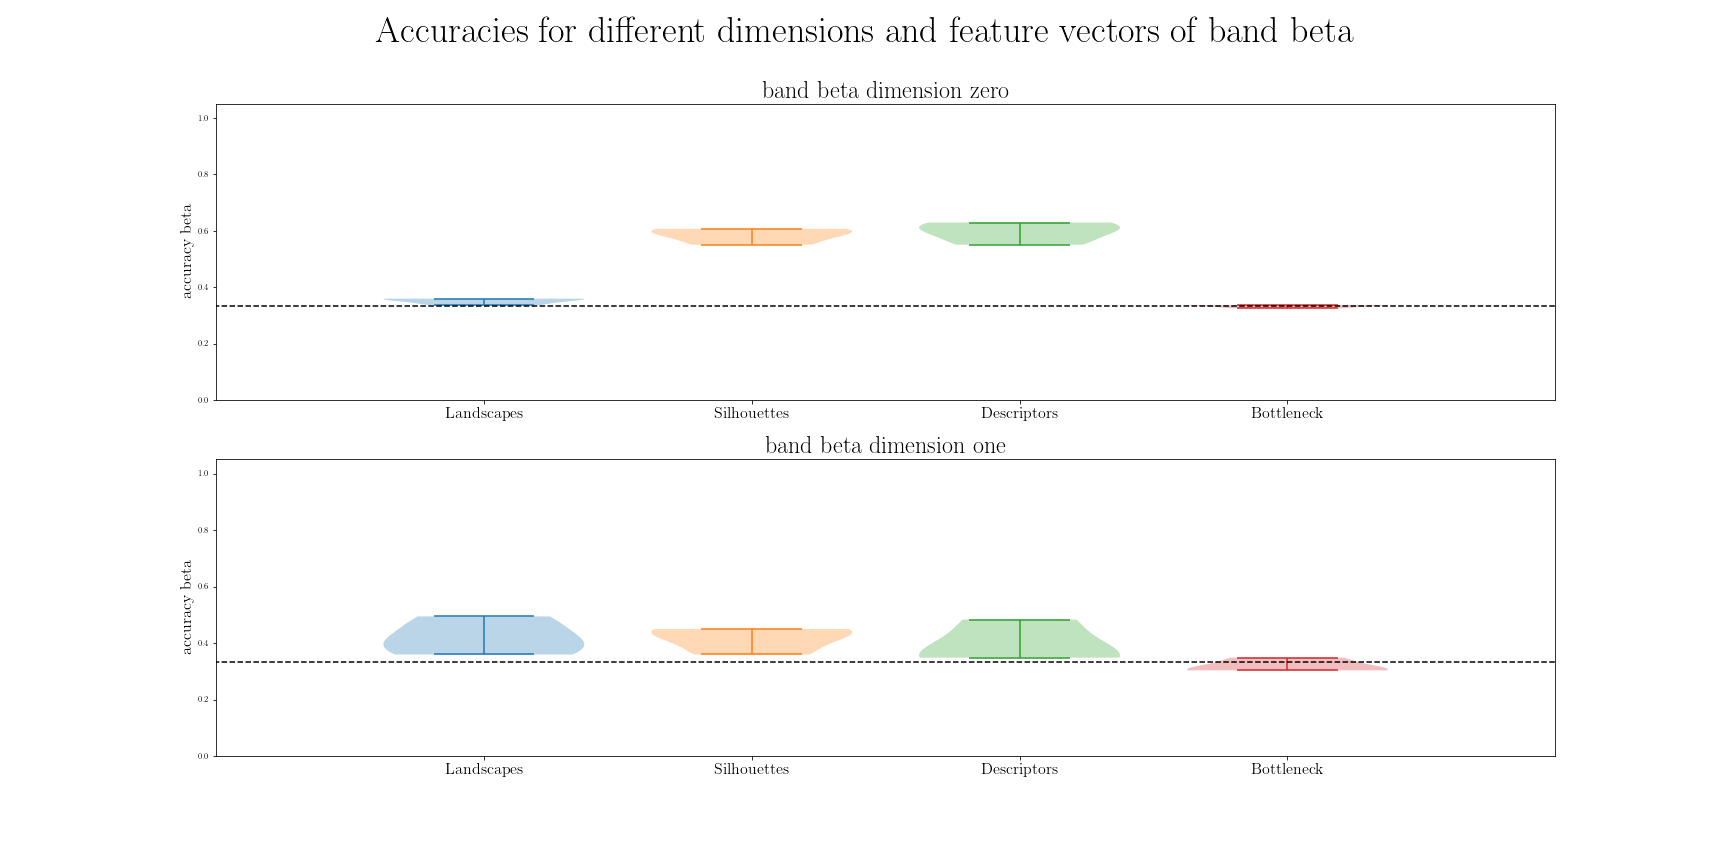 Accuracies for different dimensions and feature vectors of band beta
band beta dimension zero
accuracy beta
1.0
0.8
0.6
0.4
0.2
0.0
Landscapes Silhouettes Descriptors Bottleneck
band beta dimension one
accuracy beta
1.0
0.8
0.6
0.4
0.2
0.0
Landscapes Silhouettes Descriptors Bottleneck